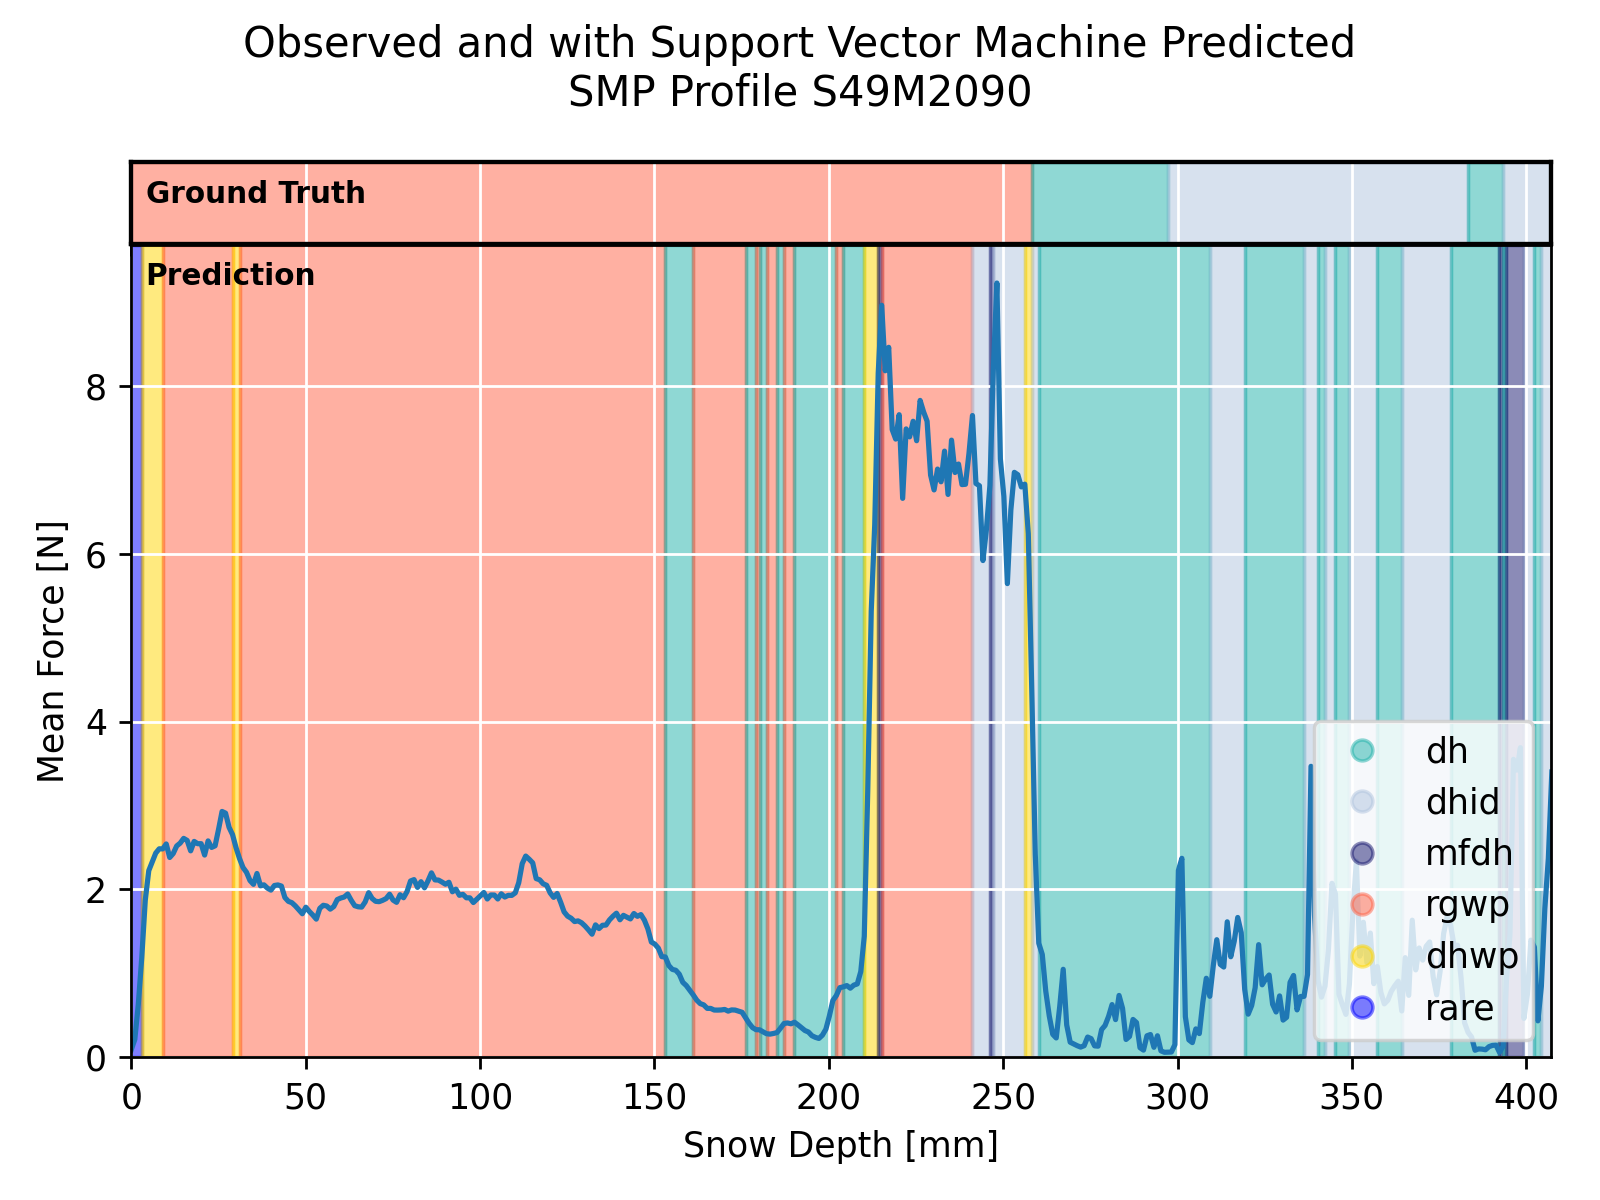 Observed and with Support Vector Machine Predicted
SMP Profile S49M2090
Ground Truth
Prediction
Mean Force [N]
8
6
4
2
0
dh
dhid
mfdh
rgwp
dhwp
rare
0 50 100 150 200 250 300 350 400
Snow Depth [mm]